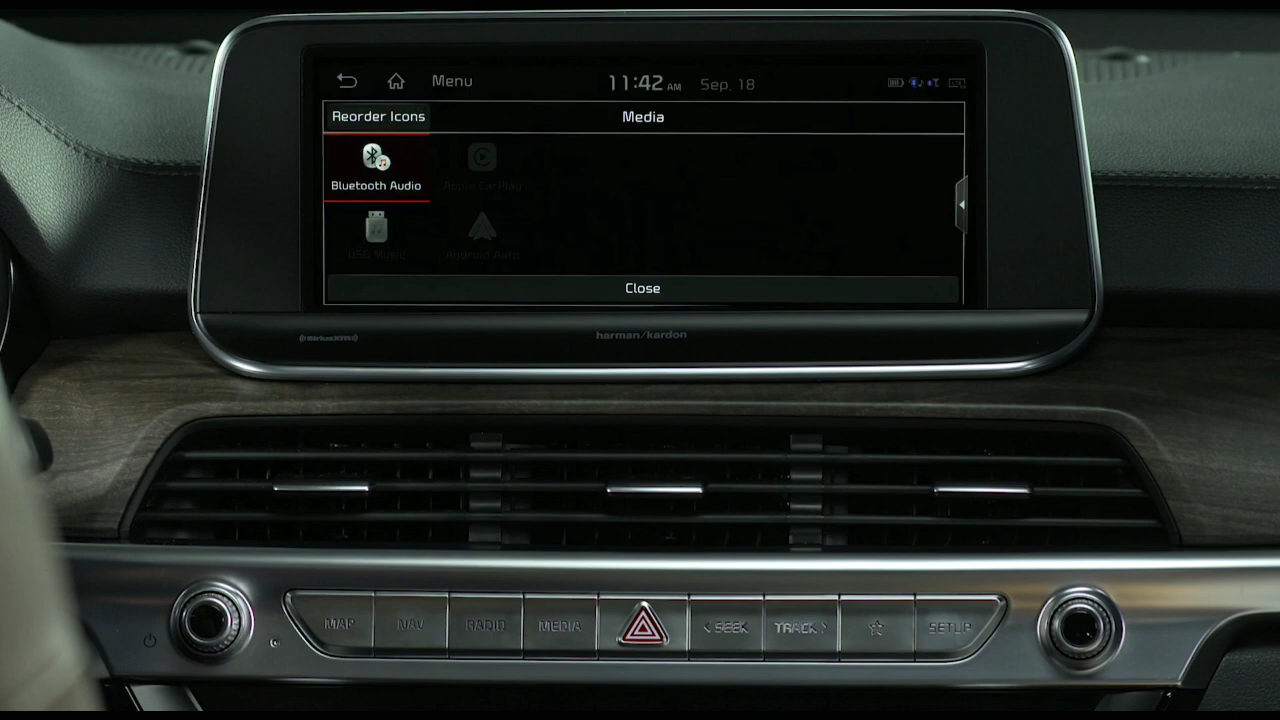 Menu 11:42 AM Sep. 18
Reorder Icons Media
Bluetooth Audio Apple CarPlay
USB Music Android Auto
Close
((SiriusXM)) harman/kardon
MAP NAV RADIO MEDIA < SEEK TRACK > SETUP